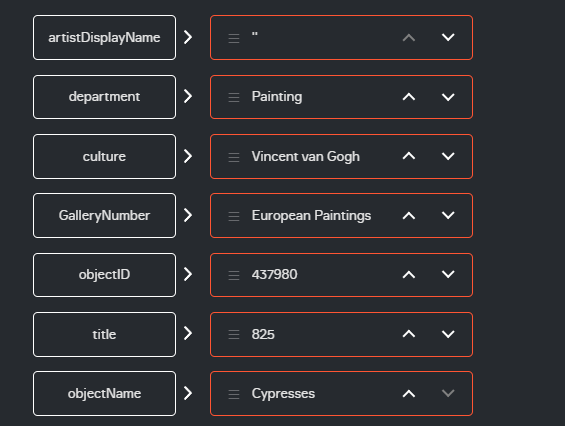 artistDisplayName "
department Painting
culture Vincent van Gogh
GalleryNumber European Paintings
objectID 437980
title 825
objectName Cypresses